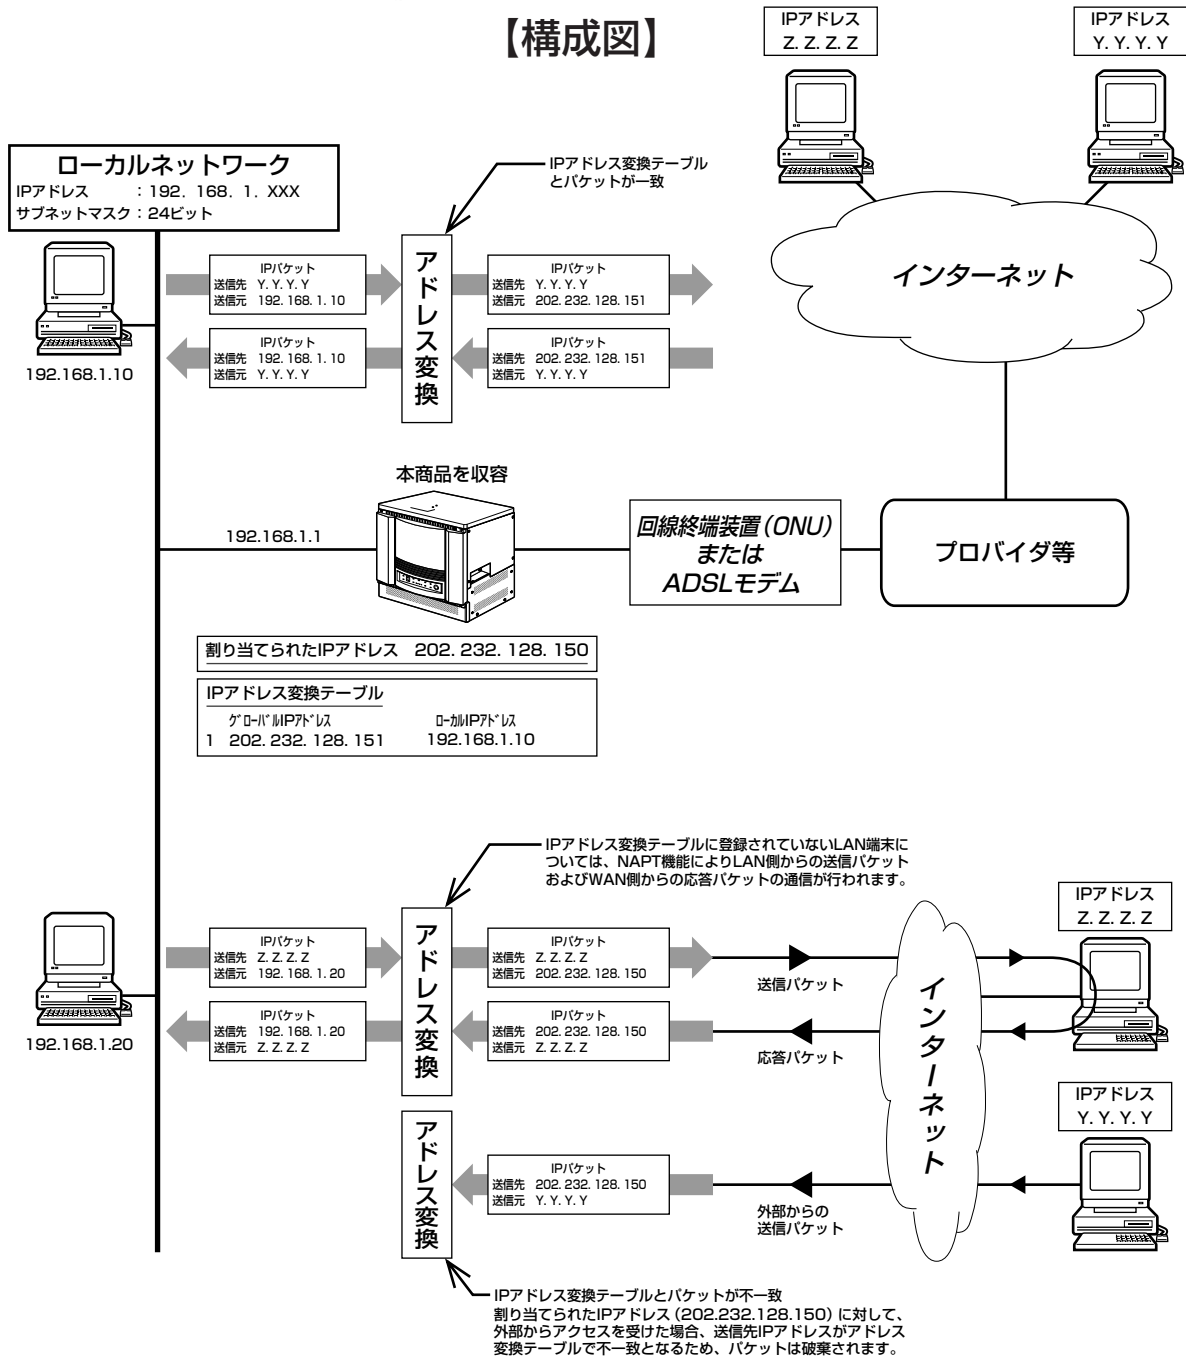 【構成図】
IPアドレス
Z. Z. Z. Z
IPアドレス
Y. Y. Y. Y
ローカルネットワーク
IPアドレス ：192. 168. 1. XXX
サブネットマスク：24ビット
IPアドレス変換テーブル
とパケットが一致
インターネット
アドレス変換
IPパケット
送信先 Y. Y. Y. Y
送信元 192.168.1.10
IPパケット
送信先 Y. Y. Y. Y
送信元 202.232.128.151
IPパケット
送信先 192.168.1.10
送信元 Y. Y. Y. Y
IPパケット
送信先 202.232.128.151
送信元 Y. Y. Y. Y
192.168.1.10
本商品を収容
192.168.1.1
回線終端装置（ONU）
または
ADSLモデム
プロバイダ等
割り当てられたIPアドレス 202. 232. 128. 150
IPアドレス変換テーブル
ｸﾞﾛｰﾊﾞﾙIPｱﾄﾞﾚｽ ﾛｰｶﾙIPｱﾄﾞﾚｽ
1 202. 232. 128. 151 192.168.1.10
IPアドレス変換テーブルに登録されていないLAN端末に
ついては、NAPT機能によりLAN側からの送信パケット
およびWAN側からの応答パケットの通信が行われます。
アドレス変換
IPパケット
送信先 Z. Z. Z. Z
送信元 192.168.1.20
IPパケット
送信先 Z. Z. Z. Z
送信元 202.232.128.150
送信パケット
IPパケット
送信先 192.168.1.20
送信元 Z. Z. Z. Z
IPパケット
送信先 202.232.128.150
送信元 Z. Z. Z. Z
応答パケット
192.168.1.20
インターネット
IPアドレス
Z. Z. Z. Z
IPアドレス
Y. Y. Y. Y
アドレス変換
IPパケット
送信先 202.232.128.150
送信元 Y. Y. Y. Y
外部からの
送信パケット
IPアドレス変換テーブルとパケットが不一致
割り当てられたIPアドレス（202.232.128.150）に対して、
外部からアクセスを受けた場合、送信先IPアドレスがアドレス
変換テーブルで不一致となるため、パケットは破棄されます。